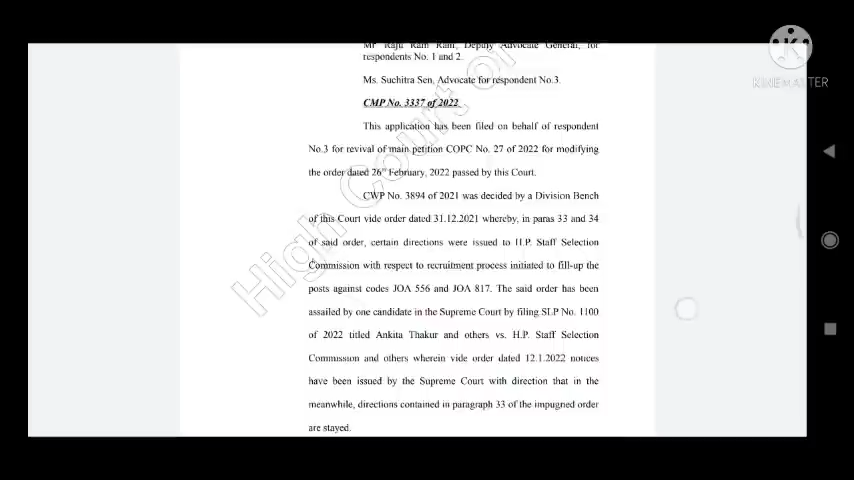 Mr Raju Ram Rahi, Deputy Advocate General, for
respondents No. 1 and 2.
Ms. Suchitra Sen, Advocate for respondent No.3.
CMP No. 3337 of 2022
This application has been filed on behalf of respondent
No.3 for revival of main petition COPC No. 27 of 2022 for modifying
the order dated 26th February, 2022 passed by this Court.
CWP No. 3894 of 2021 was decided by a Division Bench
of this Court vide order dated 31.12.2021 whereby, in paras 33 and 34
of said order, certain directions were issued to H.P. Staff Selection
Commission with respect to recruitment process initiated to fill-up the
posts against codes JOA 556 and JOA 817. The said order has been
assailed by one candidate in the Supreme Court by filing SLP No. 1100
of 2022 titled Ankita Thakur and others vs. H.P. Staff Selection
Commission and others wherein vide order dated 12.1.2022 notices
have been issued by the Supreme Court with direction that in the
meanwhile, directions contained in paragraph 33 of the impugned order
are stayed.
High Court of
KINEMASTER